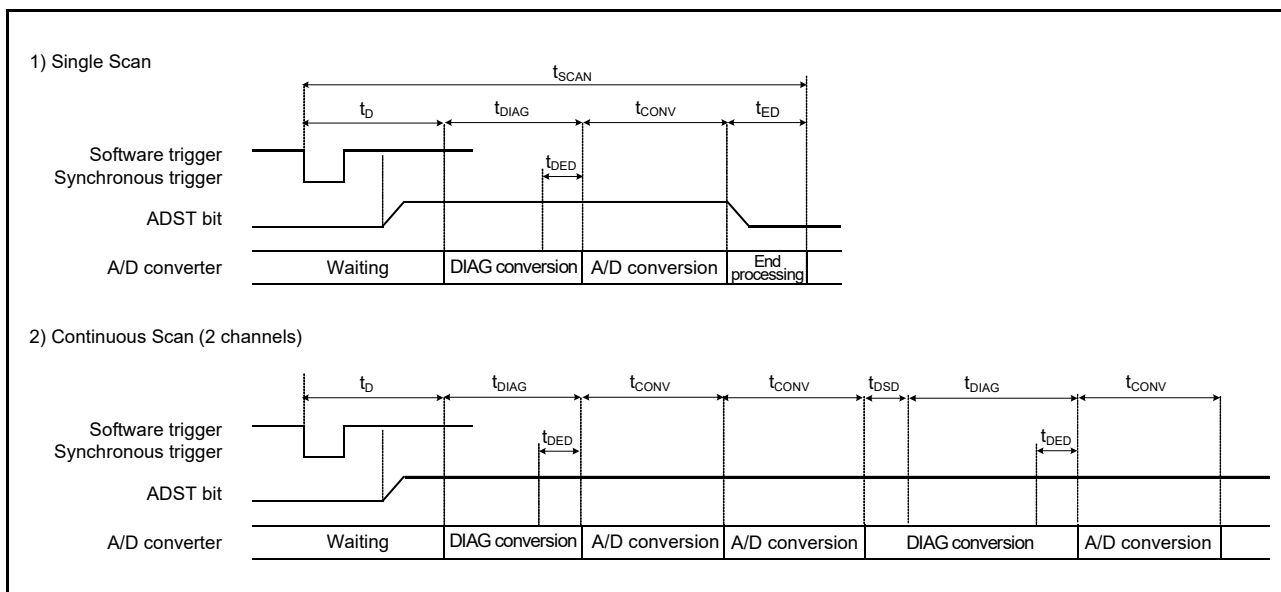 1) Single Scan
tSCAN
tD tDIAG tCONV tED
Software trigger
Synchronous trigger
tDED
ADST bit
A/D converter Waiting DIAG conversion A/D conversion End processing
2) Continuous Scan (2 channels)
tD tDIAG tCONV tCONV tDSD tDIAG tCONV
Software trigger
Synchronous trigger
tDED tDED
ADST bit
A/D converter Waiting DIAG conversion A/D conversion A/D conversion DIAG conversion A/D conversion